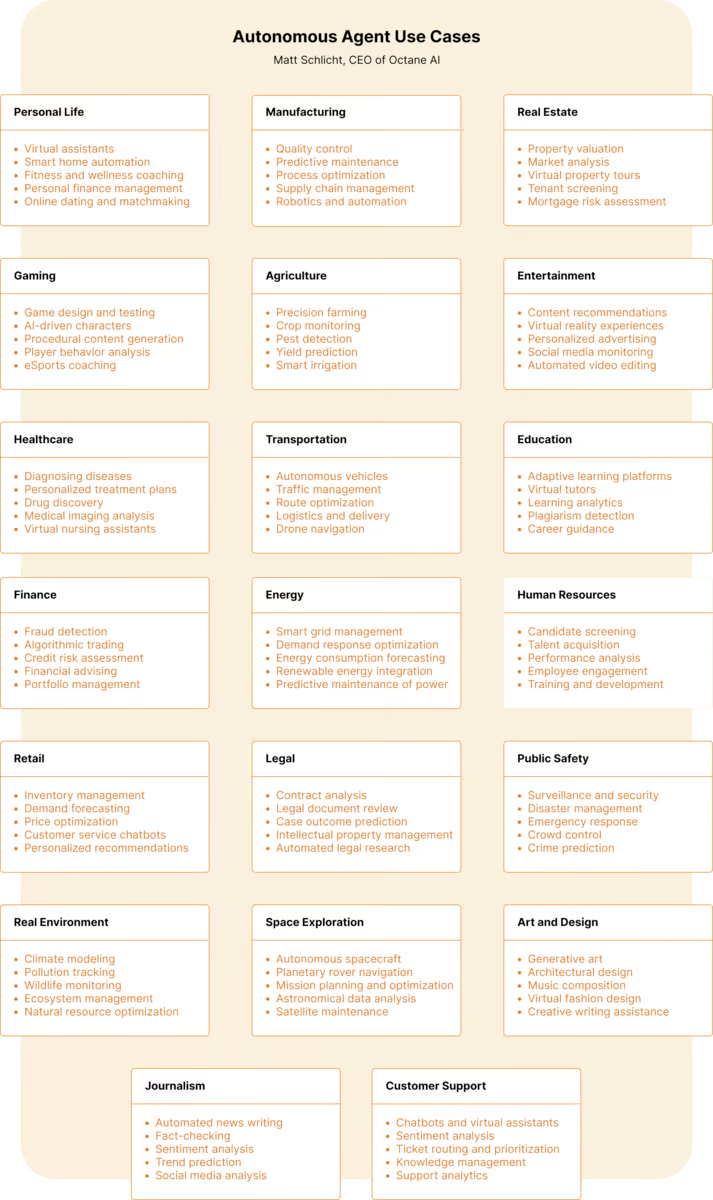 Autonomous Agent Use Cases
Matt Schlicht, CEO of Octane AI
Personal Life
• Virtual assistants
• Smart home automation
• Fitness and wellness coaching
• Personal finance management
• Online dating and matchmaking
Manufacturing
• Quality control
• Predictive maintenance
• Process optimization
• Supply chain management
• Robotics and automation
Real Estate
• Property valuation
• Market analysis
• Virtual property tours
• Tenant screening
• Mortgage risk assessment
Gaming
• Game design and testing
• AI-driven characters
• Procedural content generation
• Player behavior analysis
• eSports coaching
Agriculture
• Precision farming
• Crop monitoring
• Pest detection
• Yield prediction
• Smart irrigation
Entertainment
• Content recommendations
• Virtual reality experiences
• Personalized advertising
• Social media monitoring
• Automated video editing
Healthcare
• Diagnosing diseases
• Personalized treatment plans
• Drug discovery
• Medical imaging analysis
• Virtual nursing assistants
Transportation
• Autonomous vehicles
• Traffic management
• Route optimization
• Logistics and delivery
• Drone navigation
Education
• Adaptive learning platforms
• Virtual tutors
• Learning analytics
• Plagiarism detection
• Career guidance
Finance
• Fraud detection
• Algorithmic trading
• Credit risk assessment
• Financial advising
• Portfolio management
Energy
• Smart grid management
• Demand response optimization
• Energy consumption forecasting
• Renewable energy integration
• Predictive maintenance of power
Human Resources
• Candidate screening
• Talent acquisition
• Performance analysis
• Employee engagement
• Training and development
Retail
• Inventory management
• Demand forecasting
• Price optimization
• Customer service chatbots
• Personalized recommendations
Legal
• Contract analysis
• Legal document review
• Case outcome prediction
• Intellectual property management
• Automated legal research
Public Safety
• Surveillance and security
• Disaster management
• Emergency response
• Crowd control
• Crime prediction
Real Environment
• Climate modeling
• Pollution tracking
• Wildlife monitoring
• Ecosystem management
• Natural resource optimization
Space Exploration
• Autonomous spacecraft
• Planetary rover navigation
• Mission planning and optimization
• Astronomical data analysis
• Satellite maintenance
Art and Design
• Generative art
• Architectural design
• Music composition
• Virtual fashion design
• Creative writing assistance
Journalism
• Automated news writing
• Fact-checking
• Sentiment analysis
• Trend prediction
• Social media analysis
Customer Support
• Chatbots and virtual assistants
• Sentiment analysis
• Ticket routing and prioritization
• Knowledge management
• Support analytics